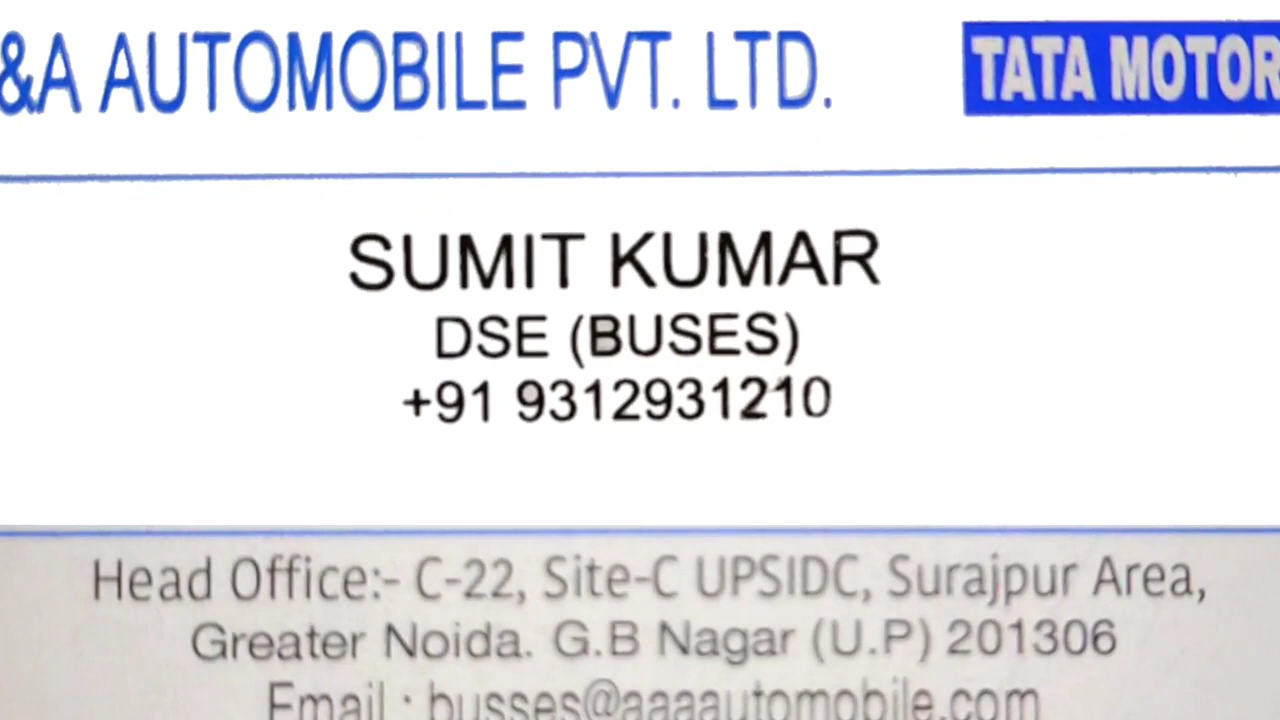 &A AUTOMOBILE PVT. LTD. TATA MOTOR
SUMIT KUMAR
DSE (BUSES)
+91 9312931210
Head Office:- C-22, Site-C UPSIDC, Surajpur Area,
Greater Noida. G.B Nagar (U.P) 201306
Email : busses@aaaautomobile.com